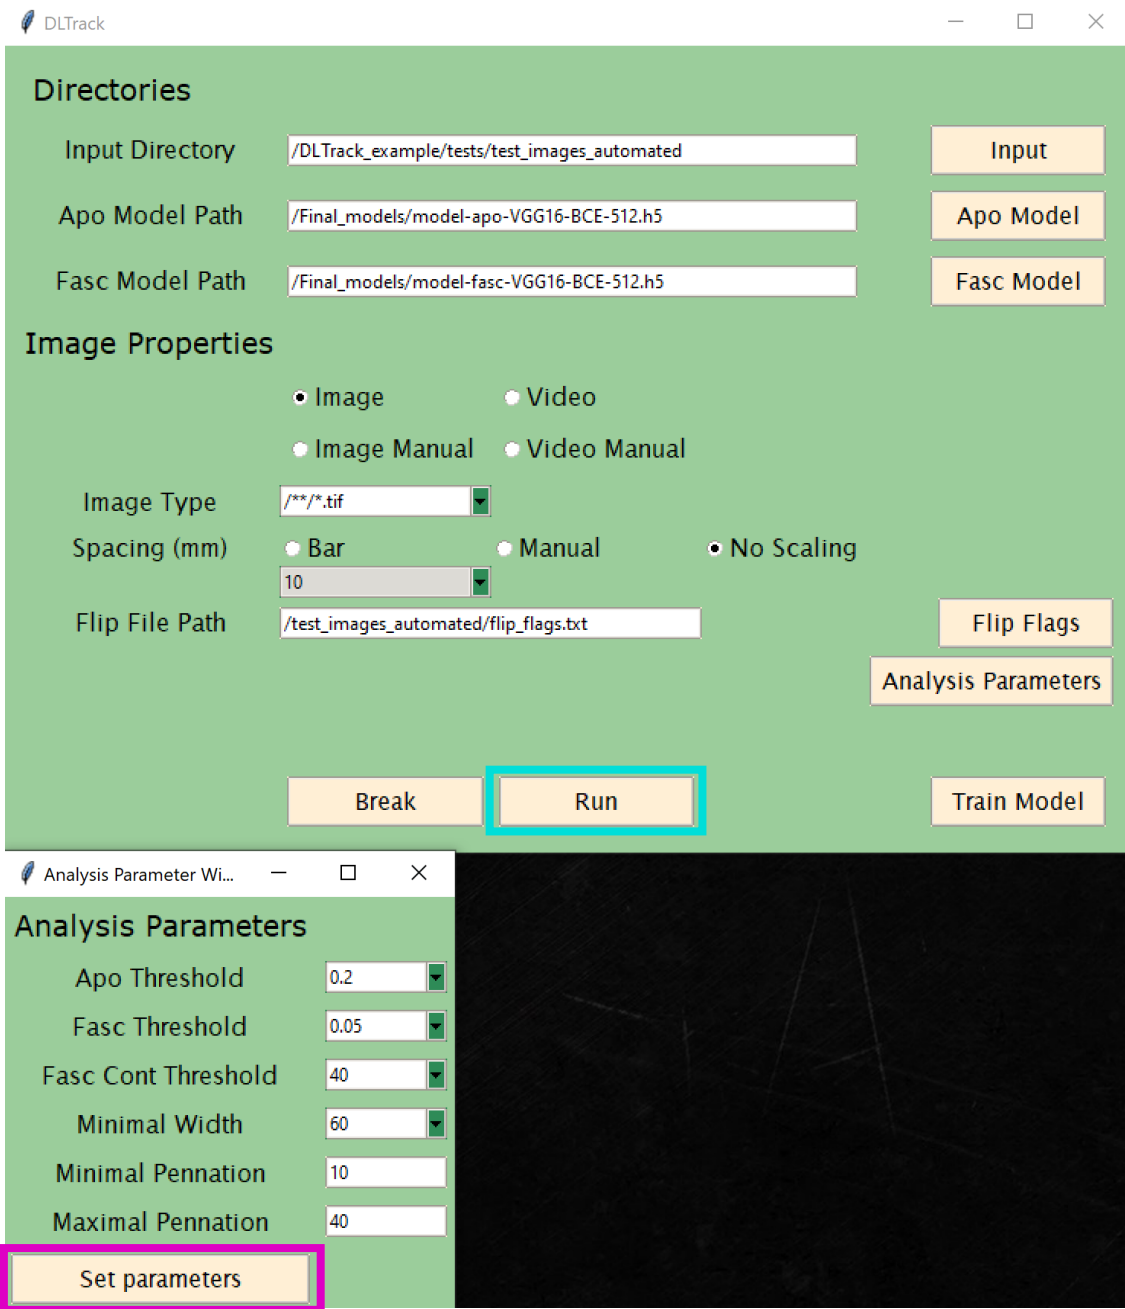 DLTrack
Directories
Input Directory /DLTrack_example/tests/test_images_automated Input
Apo Model Path /Final_models/model-apo-VGG16-BCE-512.h5 Apo Model
Fasc Model Path /Final_models/model-fasc-VGG16-BCE-512.h5 Fasc Model
Image Properties
Image Video
Image Manual Video Manual
Image Type /**/*.tif
Spacing (mm) Bar Manual No Scaling
10
Flip File Path /test_images_automated/flip_flags.txt Flip Flags
Analysis Parameters
Break Run Train Model
Analysis Parameter Wi...
Analysis Parameters
Apo Threshold 0.2
Fasc Threshold 0.05
Fasc Cont Threshold 40
Minimal Width 60
Minimal Pennation 10
Maximal Pennation 40
Set parameters